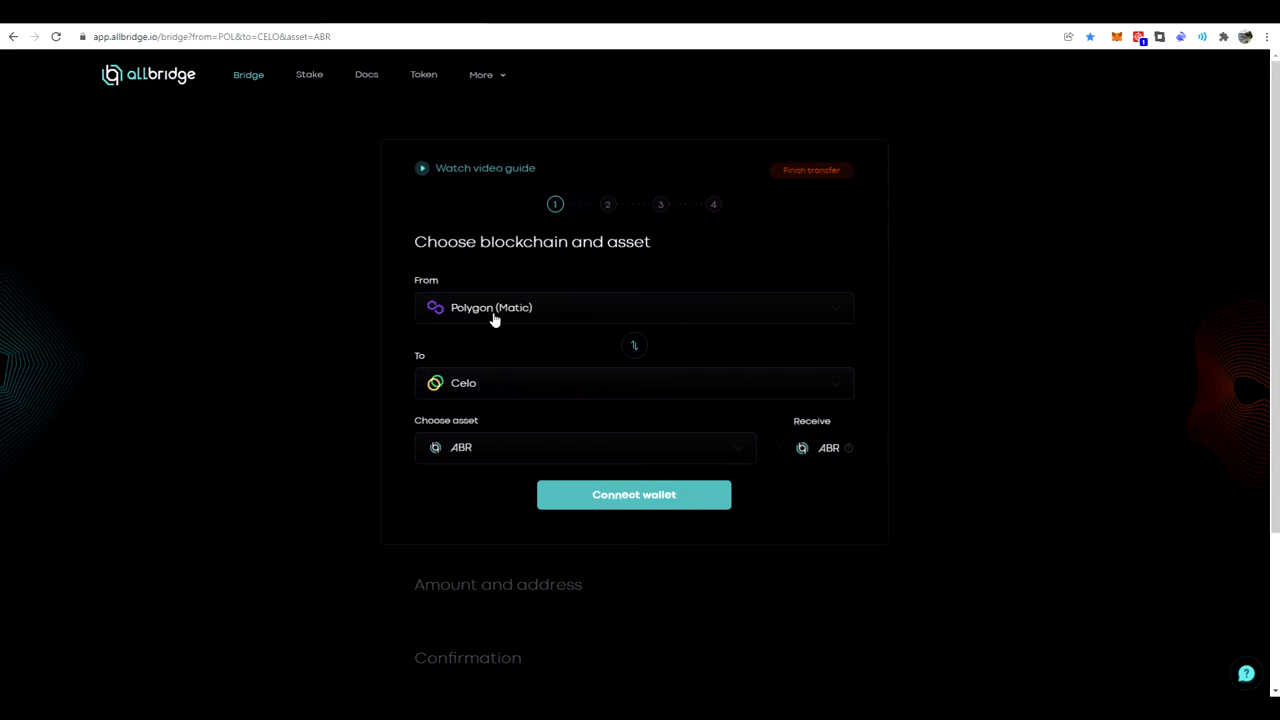 app.allbridge.io/bridge?from=POL&to=CELO&asset=ABR
1
allbridge Bridge Stake Docs Token More
Watch video guide Finish transfer
1 2 3 4
Choose blockchain and asset
From
Polygon (Matic)
To
Celo
Choose asset Receive
ABR ABR ?
Connect wallet
Amount and address
Confirmation
?